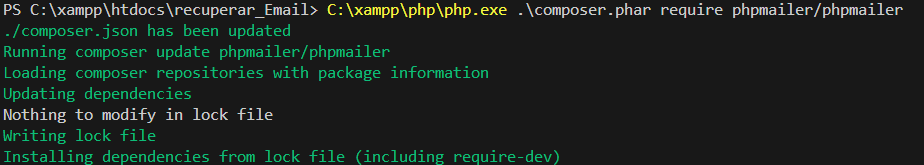 PS C:\xampp\htdocs\recuperar_Email> C:\xampp\php\php.exe .\composer.phar require phpmailer/phpmailer
./composer.json has been updated
Running composer update phpmailer/phpmailer
Loading composer repositories with package information
Updating dependencies
Nothing to modify in lock file
Writing lock file
Installing dependencies from lock file (including require-dev)